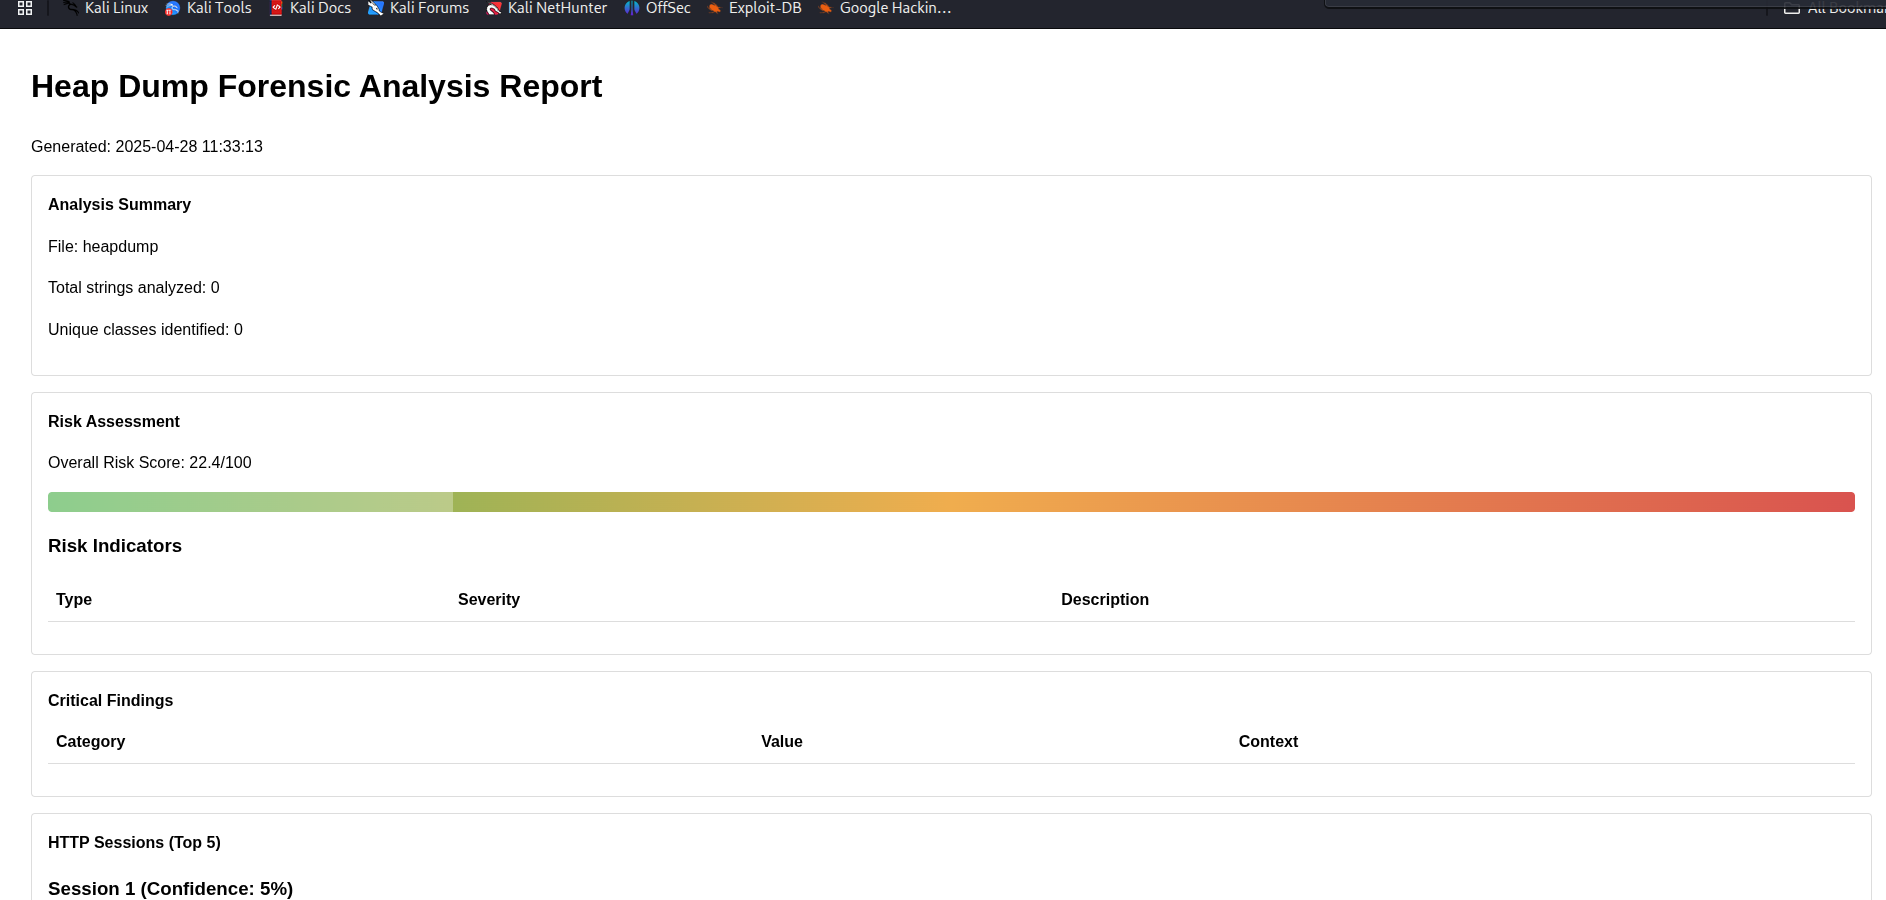 Kali Linux Kali Tools Kali Docs Kali Forums Kali NetHunter OffSec Exploit-DB Google Hackin… All
Heap Dump Forensic Analysis Report
Generated: 2025-04-28 11:33:13
Analysis Summary
File: heapdump
Total strings analyzed: 0
Unique classes identified: 0
Risk Assessment
Overall Risk Score: 22.4/100
Risk Indicators
Type Severity Description
Critical Findings
Category Value Context
HTTP Sessions (Top 5)
Session 1 (Confidence: 5%)